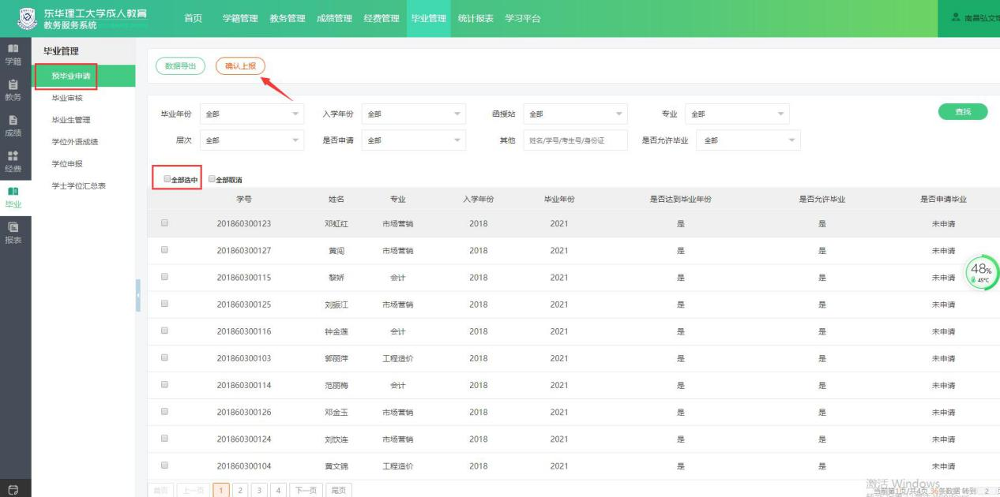 东华理工大学成人教育
教务服务系统
首页 学籍管理 教务管理 成绩管理 经费管理 毕业管理 统计报表 学习平台
南昌弘文
学籍
教务
成绩
经费
毕业
报表
毕业管理
预毕业申请
毕业审核
毕业生管理
学位外语成绩
学位申报
学士学位汇总表
数据导出 确认上报
毕业年份 全部 入学年份 全部 函授站 全部 专业 全部 查找
层次 全部 是否申请 全部 其他 姓名/学号/考生号/身份证 是否允许毕业 全部
全部选中 全部取消
学号 姓名 专业 入学年份 毕业年份 是否达到毕业年份 是否允许毕业 是否申请毕业
201860300123 邓虹红 市场营销 2018 2021 是 是 未申请
201860300127 黄闯 市场营销 2018 2021 是 是 未申请
201860300115 黎娇 会计 2018 2021 是 是 未申请
201860300125 刘振江 市场营销 2018 2021 是 是 未申请
201860300116 钟金莲 会计 2018 2021 是 是 未申请
201860300103 郭丽萍 工程造价 2018 2021 是 是 未申请
201860300114 范丽梅 会计 2018 2021 是 是 未申请
201860300126 邓金玉 市场营销 2018 2021 是 是 未申请
201860300124 刘饮连 市场营销 2018 2021 是 是 未申请
201860300104 黄文锦 工程造价 2018 2021 是 是 未申请
48%
45℃
首页 上一页 1 2 3 4 下一页 尾页
激活 Windows
当前第1页/共4页 36条数据 转到 2